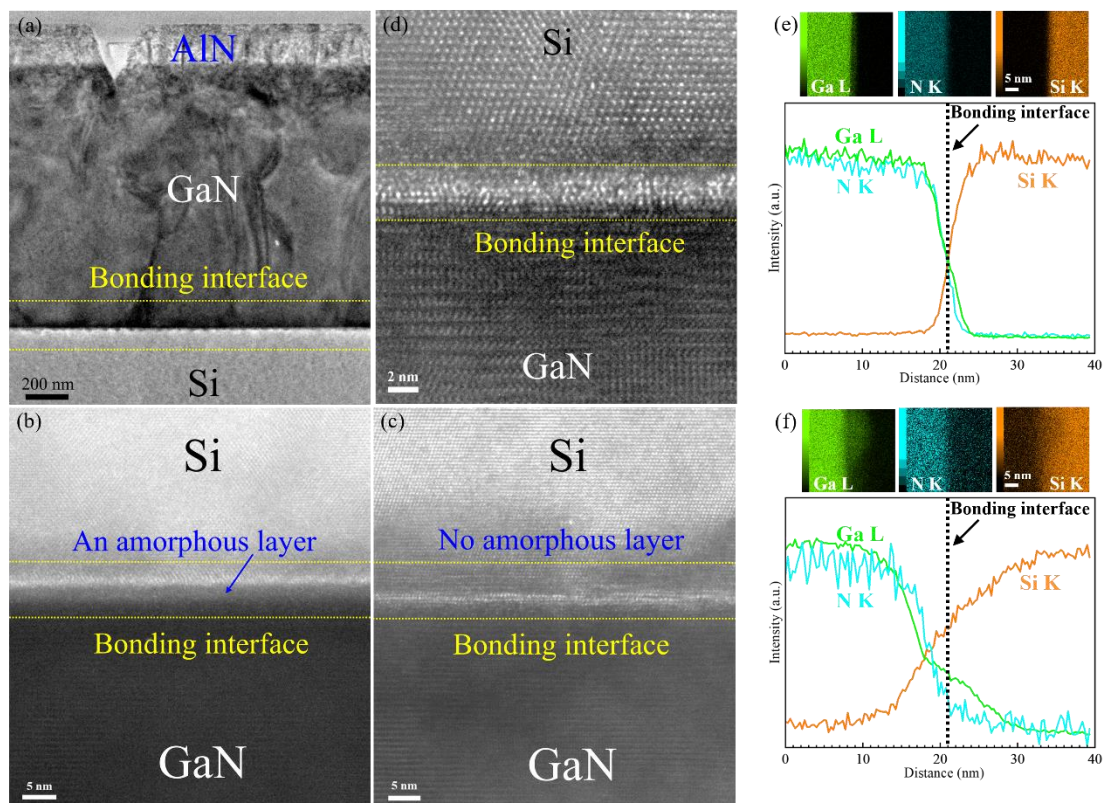 (a)
AlN
GaN
Bonding interface
200 nm
Si
(d)
Si
Bonding interface
2 nm
GaN
(b)
Si
An amorphous layer
Bonding interface
5 nm
GaN
(c)
Si
No amorphous layer
Bonding interface
5 nm
GaN
(e)
Ga L
N K
5 nm
Si K
Bonding interface
Ga L
N K
Si K
Intensity (a.u.)
0 10 20 30 40
Distance (nm)
(f)
Ga L
N K
5 nm
Si K
Bonding interface
Ga L
N K
Si K
Intensity (a.u.)
0 10 20 30 40
Distance (nm)